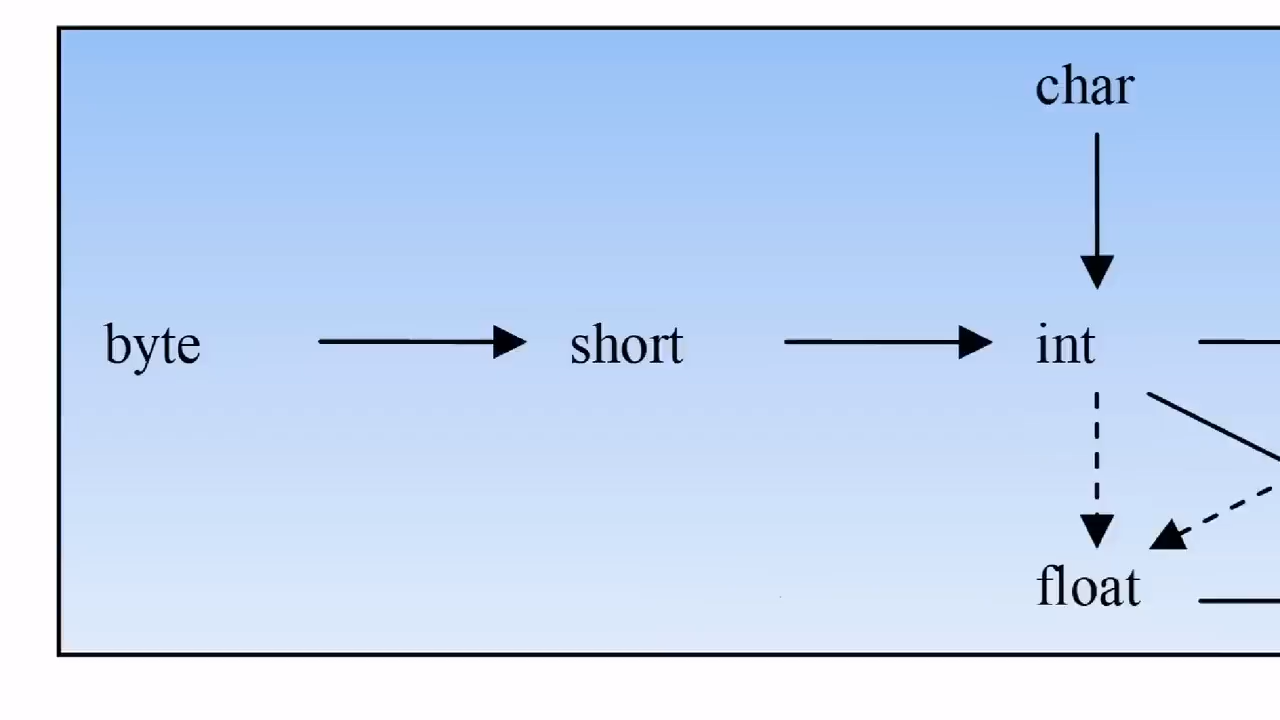 char
byte short int
float